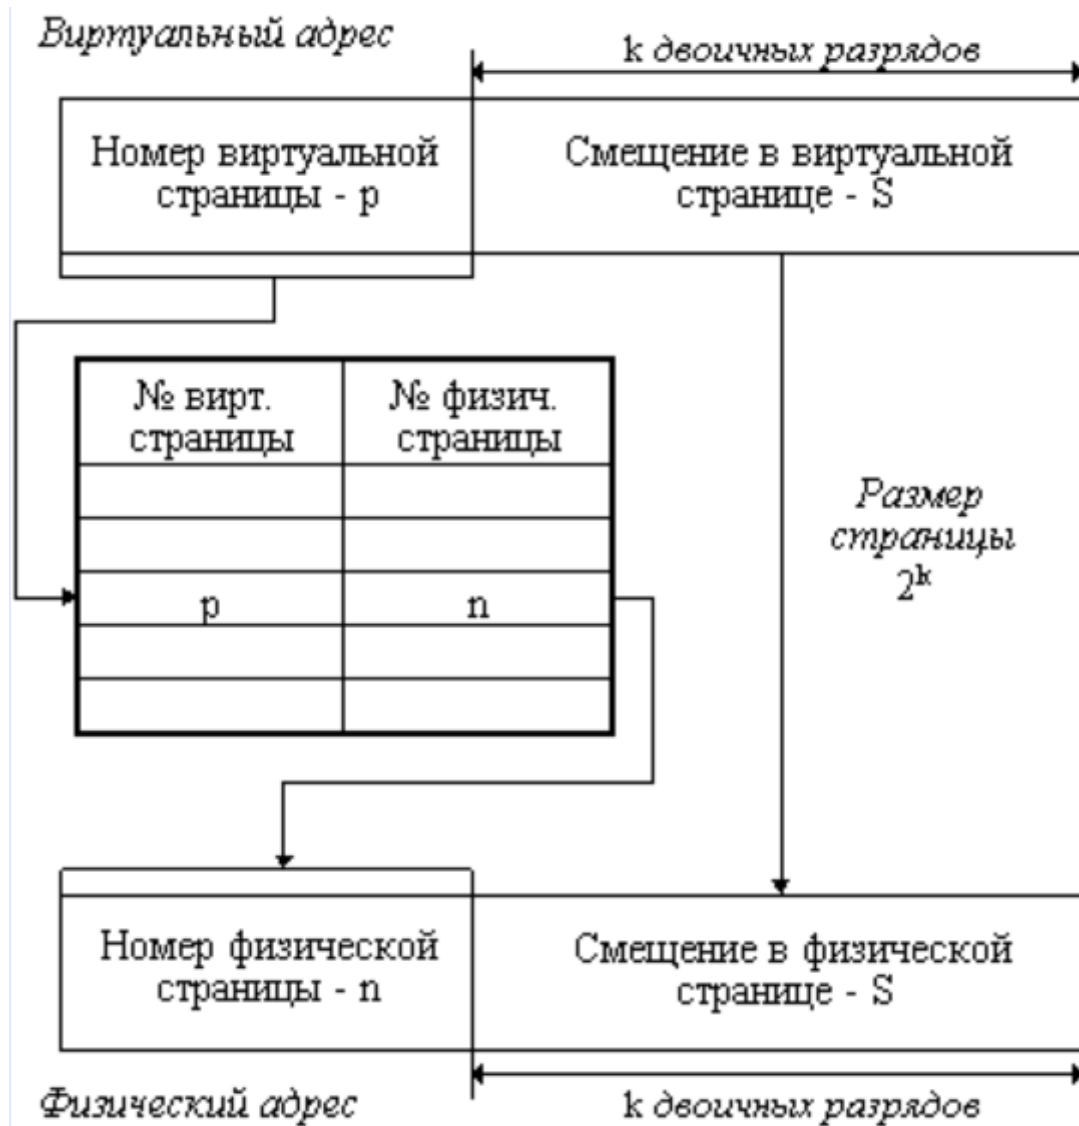 Виртуальный адрес
k двоичных разрядов
Номер виртуальной
страницы - p
Смещение в виртуальной
странице - S
№ вирт.
страницы
№ физич.
страницы
p
n
Размер
страницы
2ᵏ
Номер физической
страницы - n
Смещение в физической
странице - S
Физический адрес
k двоичных разрядов